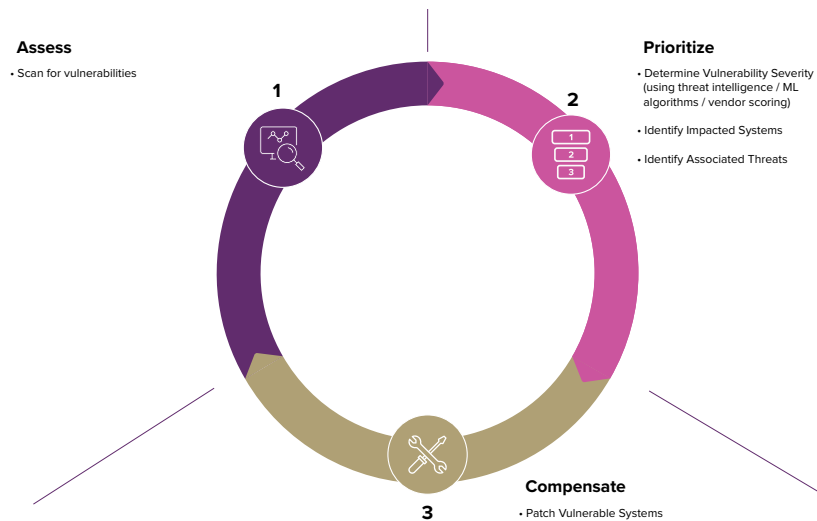 Assess
• Scan for vulnerabilities
1
Prioritize
• Determine Vulnerability Severity
(using threat intelligence / ML
algorithms / vendor scoring)
• Identify Impacted Systems
• Identify Associated Threats
2
1
2
3
Compensate
• Patch Vulnerable Systems
3